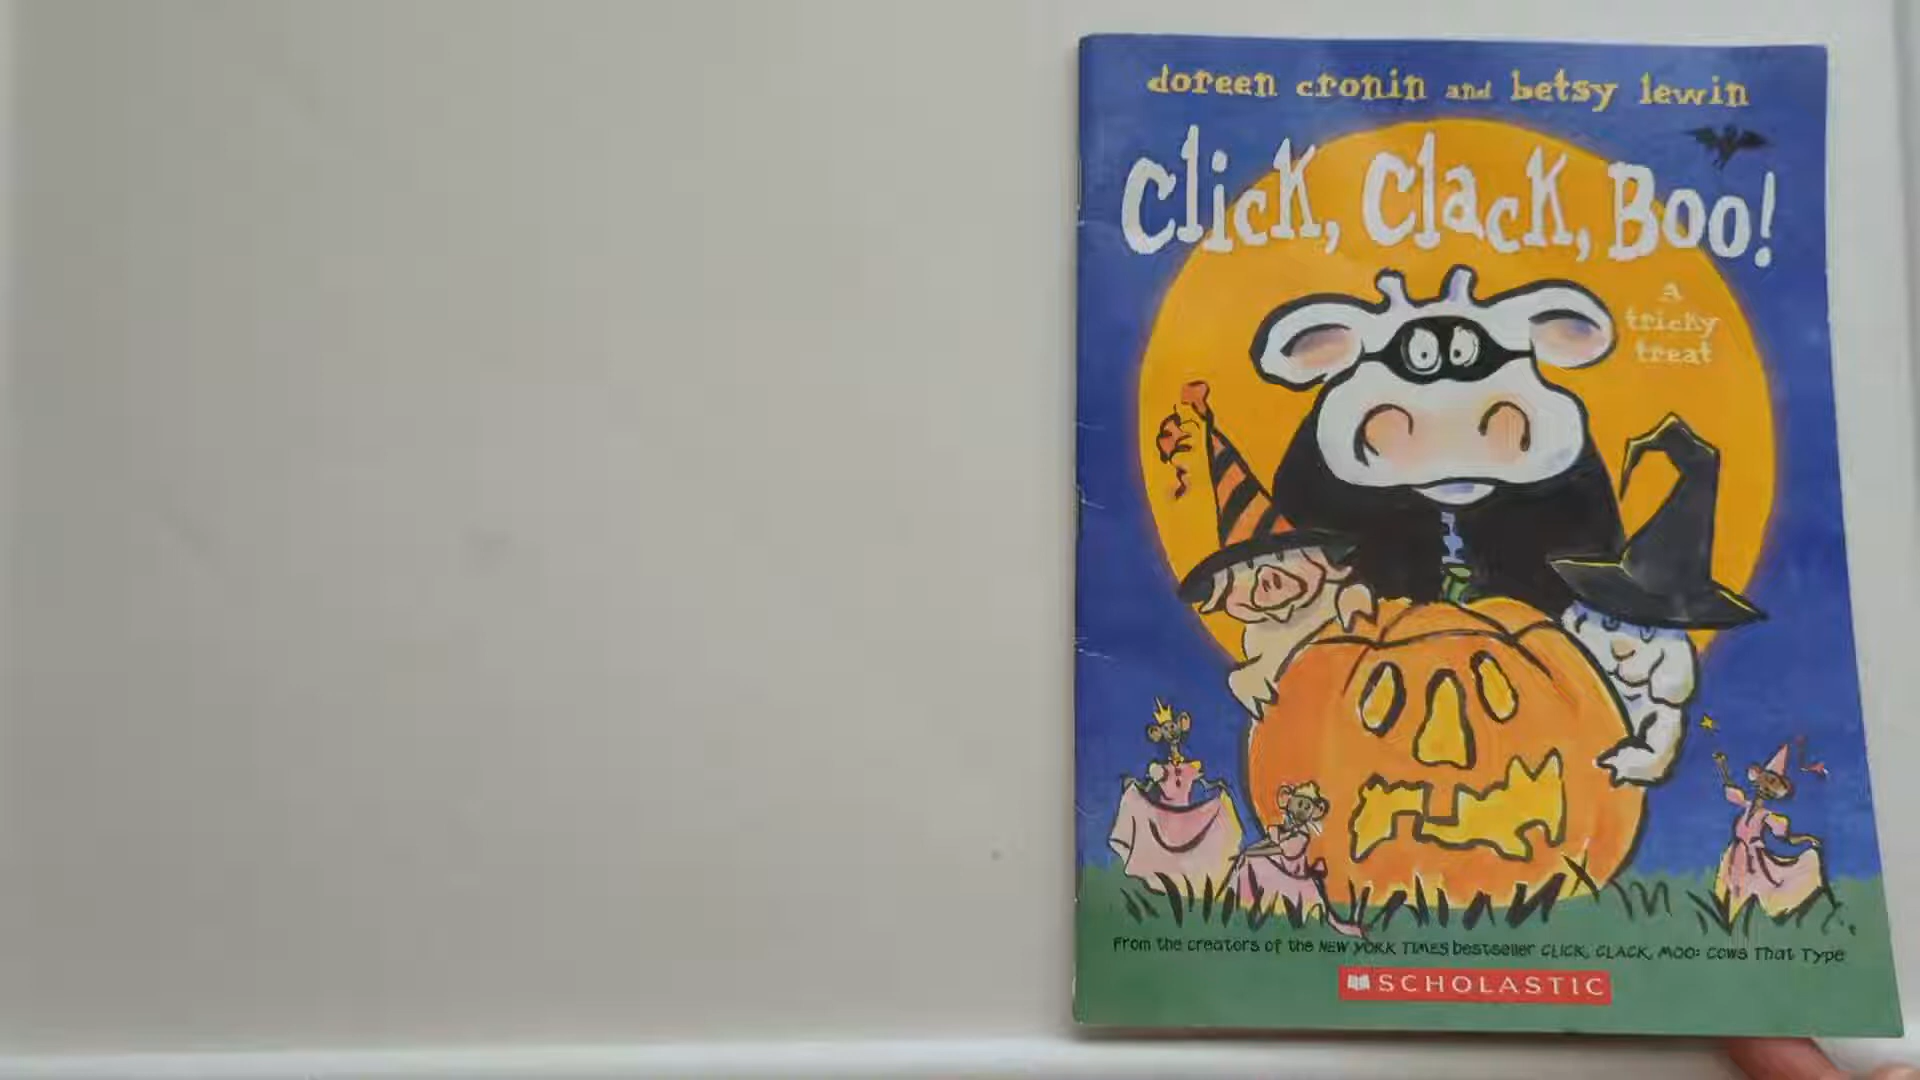 doreen cronin and betsy lewin
Click, Clack, Boo!
A
tricky
treat
From the creators of the NEW YORK TIMES bestseller CLICK, CLACK, MOO: Cows That Type
SCHOLASTIC